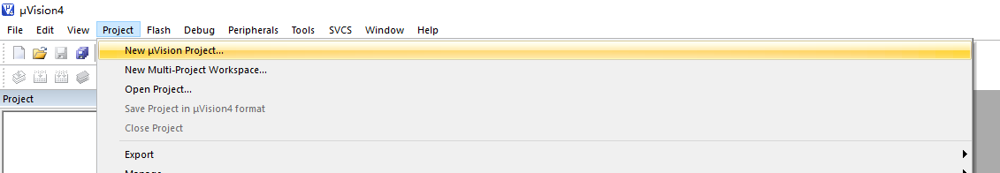 µVision4
File Edit View Project Flash Debug Peripherals Tools SVCS Window Help
New µVision Project...
New Multi-Project Workspace...
Open Project...
Project
Save Project in µVision4 format
Close Project
Export